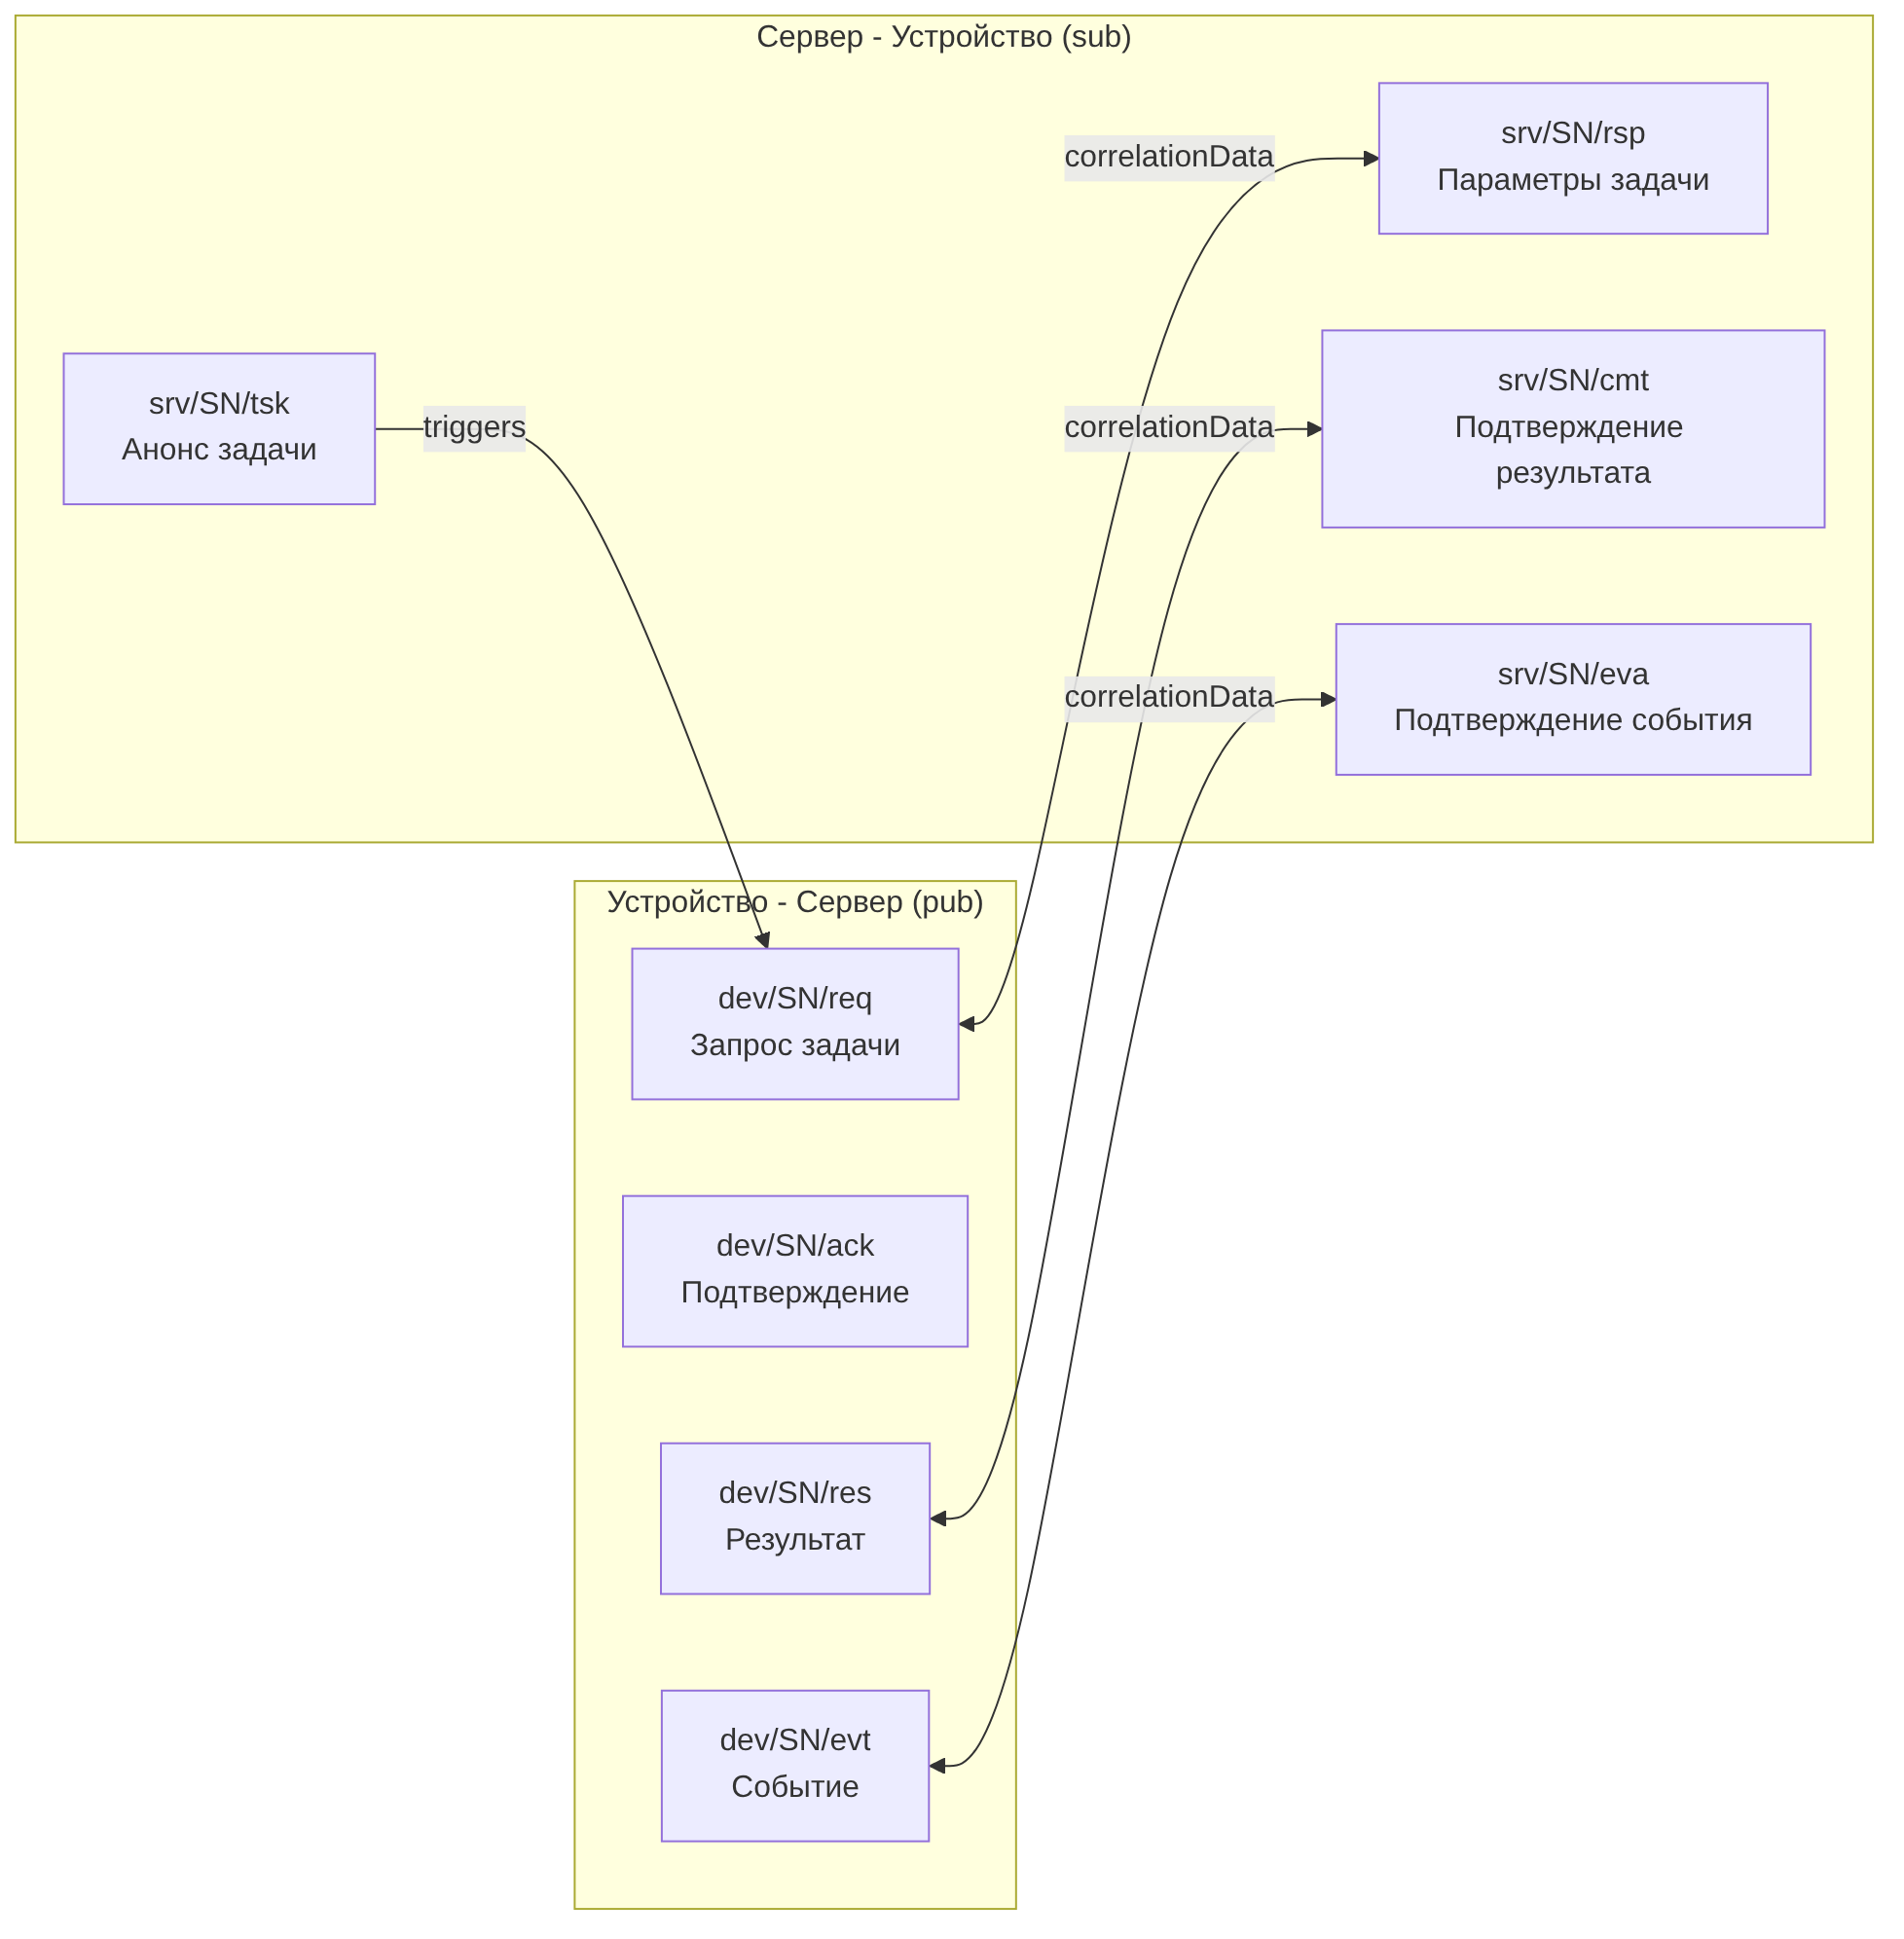 Сервер - Устройство (sub)
srv/SN/rsp
Параметры задачи
correlationData
srv/SN/tsk
Анонс задачи
triggers
correlationData
srv/SN/cmt
Подтверждение
результата
correlationData
srv/SN/eva
Подтверждение события
Устройство - Сервер (pub)
dev/SN/req
Запрос задачи
dev/SN/ack
Подтверждение
dev/SN/res
Результат
dev/SN/evt
Событие